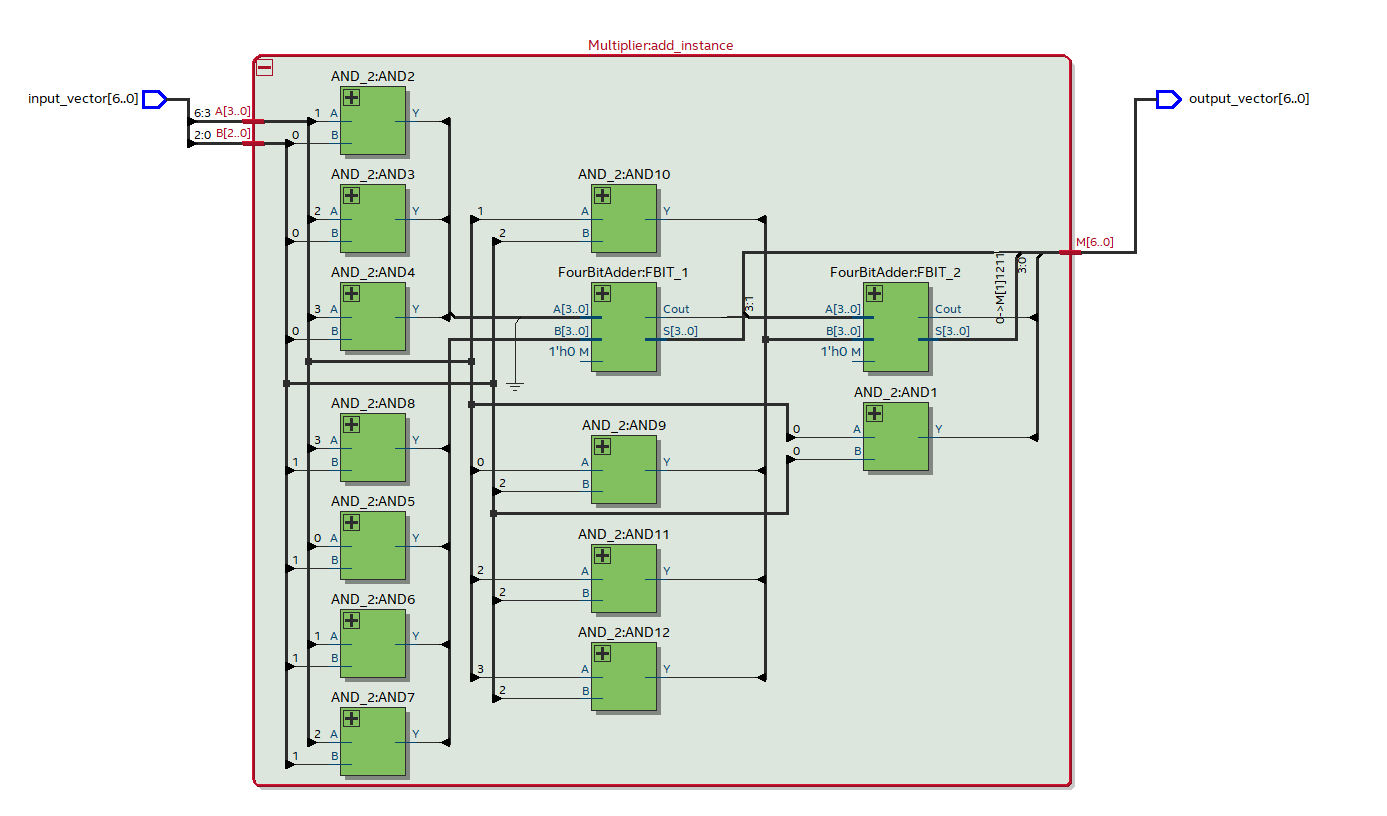 Multiplier:add_instance
input_vector[6..0]
6:3 A[3..0]
2:0 B[2..0]
output_vector[6..0]
M[6..0]
AND_2:AND2
1 A Y
0 B
AND_2:AND3
2 A Y
0 B
AND_2:AND4
3 A Y
0 B
AND_2:AND8
3 A Y
1 B
AND_2:AND5
0 A Y
1 B
AND_2:AND6
1 A Y
1 B
AND_2:AND7
2 A Y
1 B
AND_2:AND10
1 A Y
2 B
FourBitAdder:FBIT_1
A[3..0] Cout
B[3..0] S[3..0]
1'h0 M
3:1
AND_2:AND9
0 A Y
2 B
AND_2:AND11
2 A Y
2 B
AND_2:AND12
3 A Y
2 B
FourBitAdder:FBIT_2
A[3..0] Cout
B[3..0] S[3..0]
1'h0 M
0->M[1]1211
3:0
AND_2:AND1
0 A Y
0 B